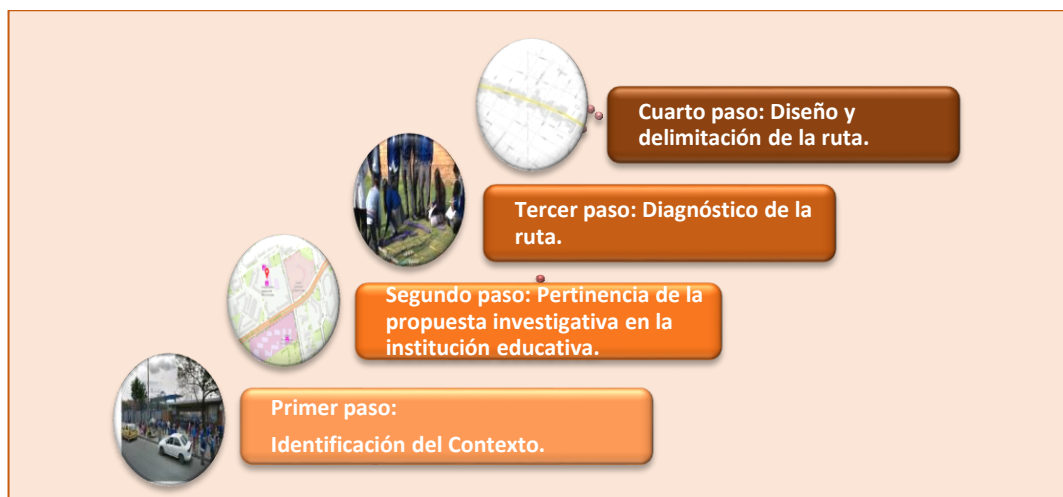 Cuarto paso: Diseño y
delimitación de la ruta.
Tercer paso: Diagnóstico de la
ruta.
Segundo paso: Pertinencia de la
propuesta investigativa en la
institución educativa.
Primer paso:
Identificación del Contexto.